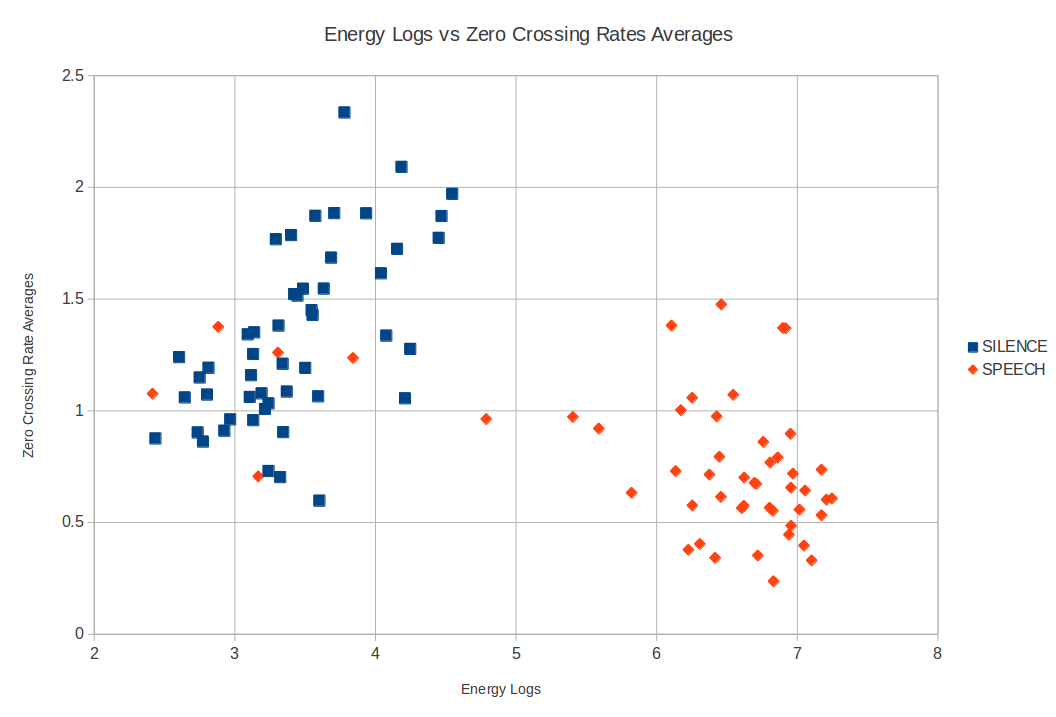 Energy Logs vs Zero Crossing Rates Averages
2.5
2
1.5
1
0.5
0
Zero Crossing Rate Averages
2 3 4 5 6 7 8
Energy Logs
SILENCE
SPEECH